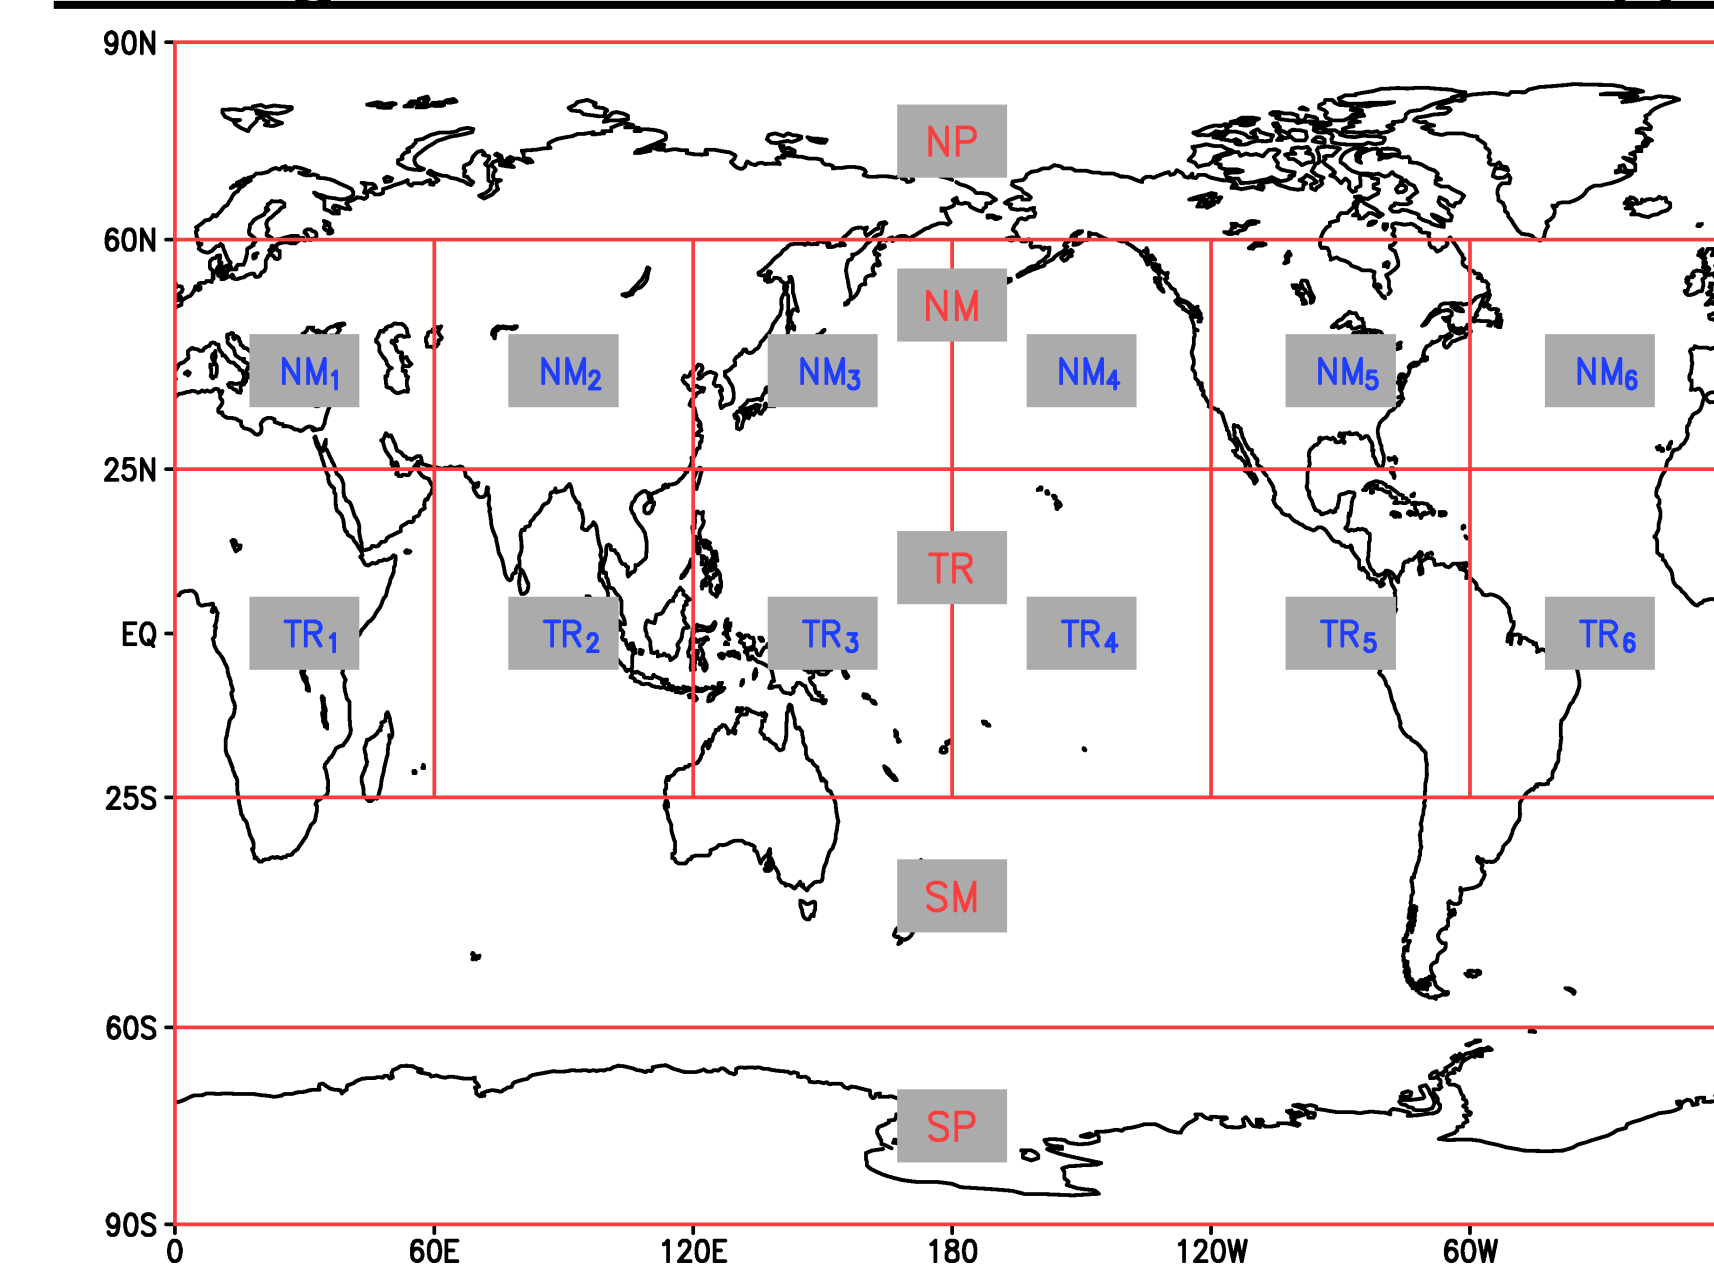 90N
NP
60N
NM
NM1 NM2 NM3 NM4 NM5 NM6
25N
TR
EQ TR1 TR2 TR3 TR4 TR5 TR6
25S
SM
60S
SP
90S
0 60E 120E 180 120W 60W